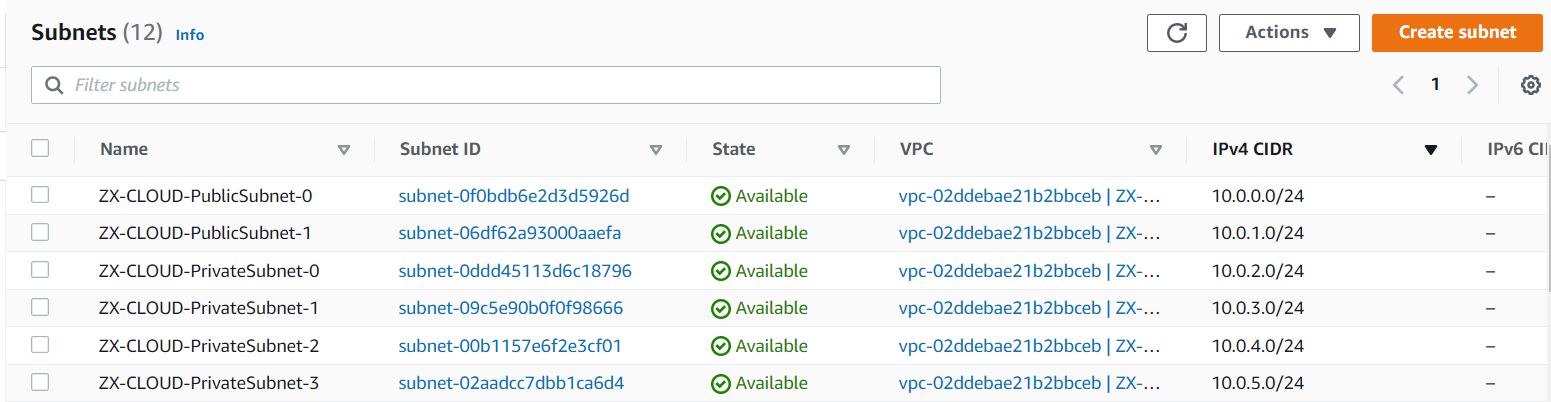 Subnets (12) Info
Actions
Create subnet
Filter subnets
1
Name Subnet ID State VPC IPv4 CIDR IPv6 CI
ZX-CLOUD-PublicSubnet-0 subnet-0f0bdb6e2d3d5926d Available vpc-02ddebae21b2bbceb | ZX-... 10.0.0.0/24 –
ZX-CLOUD-PublicSubnet-1 subnet-06df62a93000aaefa Available vpc-02ddebae21b2bbceb | ZX-... 10.0.1.0/24 –
ZX-CLOUD-PrivateSubnet-0 subnet-0ddd45113d6c18796 Available vpc-02ddebae21b2bbceb | ZX-... 10.0.2.0/24 –
ZX-CLOUD-PrivateSubnet-1 subnet-09c5e90b0f0f98666 Available vpc-02ddebae21b2bbceb | ZX-... 10.0.3.0/24 –
ZX-CLOUD-PrivateSubnet-2 subnet-00b1157e6f2e3cf01 Available vpc-02ddebae21b2bbceb | ZX-... 10.0.4.0/24 –
ZX-CLOUD-PrivateSubnet-3 subnet-02aadcc7dbb1ca6d4 Available vpc-02ddebae21b2bbceb | ZX-... 10.0.5.0/24 –